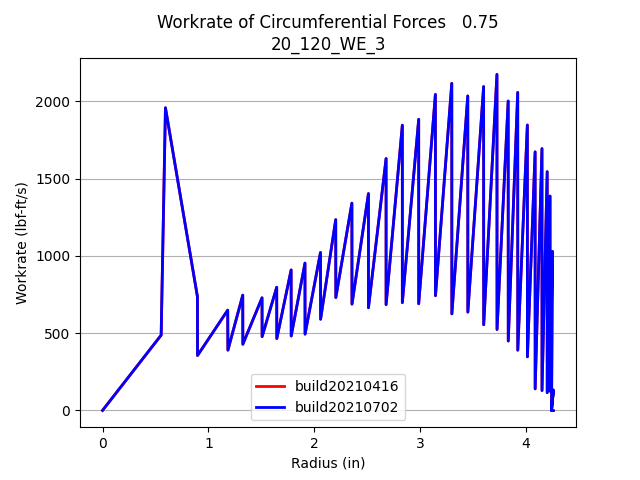 Workrate of Circumferential Forces   0.75
20_120_WE_3
Workrate (lbf-ft/s)
2000
1500
1000
500
0
build20210416
build20210702
0 1 2 3 4
Radius (in)